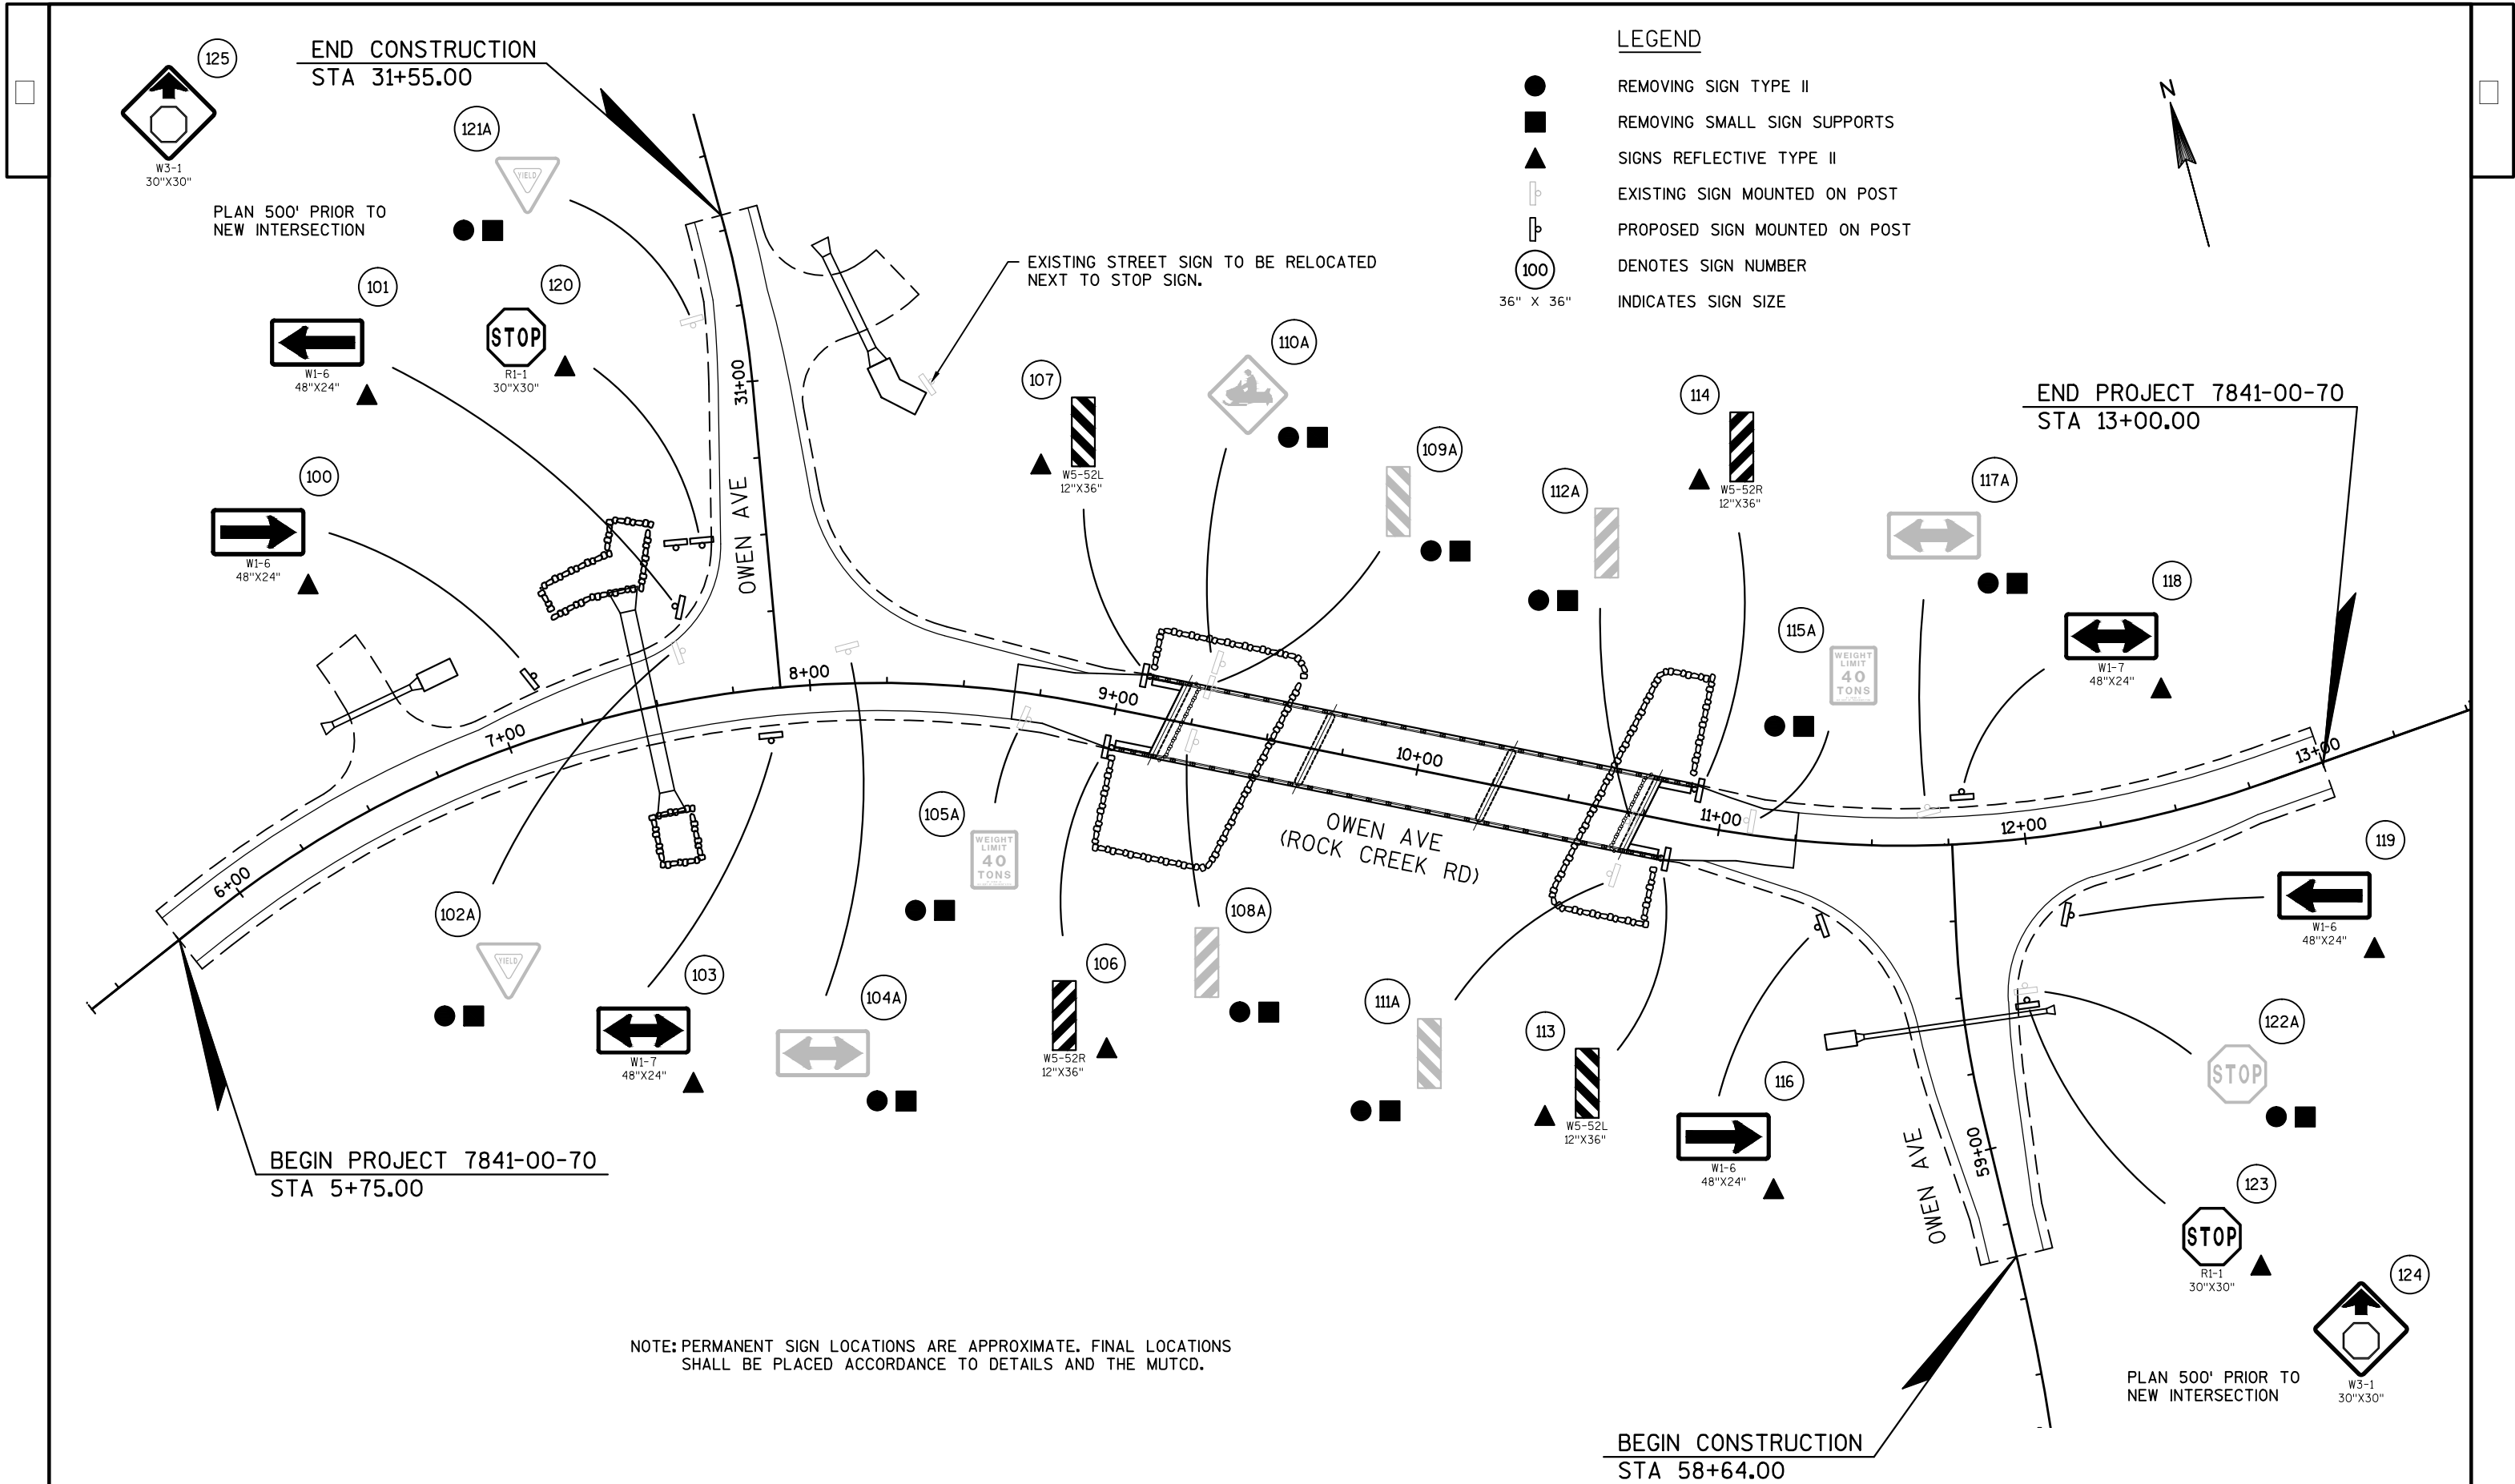 LEGEND
REMOVING SIGN TYPE II
REMOVING SMALL SIGN SUPPORTS
SIGNS REFLECTIVE TYPE II
EXISTING SIGN MOUNTED ON POST
PROPOSED SIGN MOUNTED ON POST
100
DENOTES SIGN NUMBER
36" X 36"
INDICATES SIGN SIZE
N
END CONSTRUCTION
STA 31+55.00
125
W3-1
30"X30"
PLAN 500' PRIOR TO
NEW INTERSECTION
121A
YIELD
101
W1-6
48"X24"
120
STOP
R1-1
30"X30"
100
W1-6
48"X24"
EXISTING STREET SIGN TO BE RELOCATED
NEXT TO STOP SIGN.
107
W5-52L
12"X36"
110A
109A
112A
114
W5-52R
12"X36"
END PROJECT 7841-00-70
STA 13+00.00
117A
118
W1-7
48"X24"
115A
WEIGHT
LIMIT
40
TONS
31+00
OWEN AVE
6+00
7+00
8+00
9+00
10+00
11+00
12+00
13+00
OWEN AVE
(ROCK CREEK RD)
119
W1-6
48"X24"
102A
YIELD
103
W1-7
48"X24"
104A
105A
WEIGHT
LIMIT
40
TONS
106
W5-52R
12"X36"
108A
111A
113
W5-52L
12"X36"
116
W1-6
48"X24"
OWEN AVE
59+00
122A
STOP
123
STOP
R1-1
30"X30"
124
W3-1
30"X30"
PLAN 500' PRIOR TO
NEW INTERSECTION
BEGIN PROJECT 7841-00-70
STA 5+75.00
NOTE: PERMANENT SIGN LOCATIONS ARE APPROXIMATE. FINAL LOCATIONS
SHALL BE PLACED ACCORDANCE TO DETAILS AND THE MUTCD.
BEGIN CONSTRUCTION
STA 58+64.00